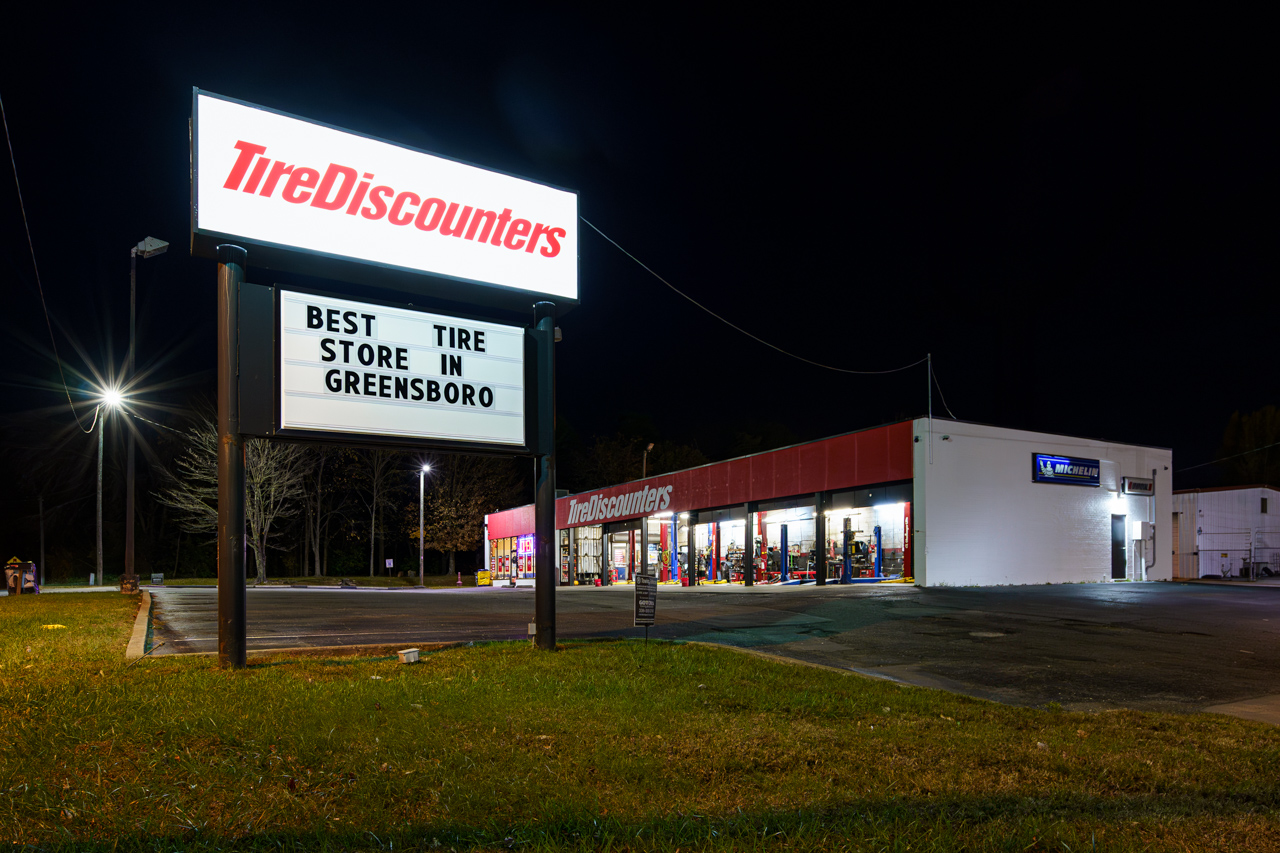 TireDiscounters
BEST TIRE
STORE IN
GREENSBORO
TireDiscounters
MICHELIN